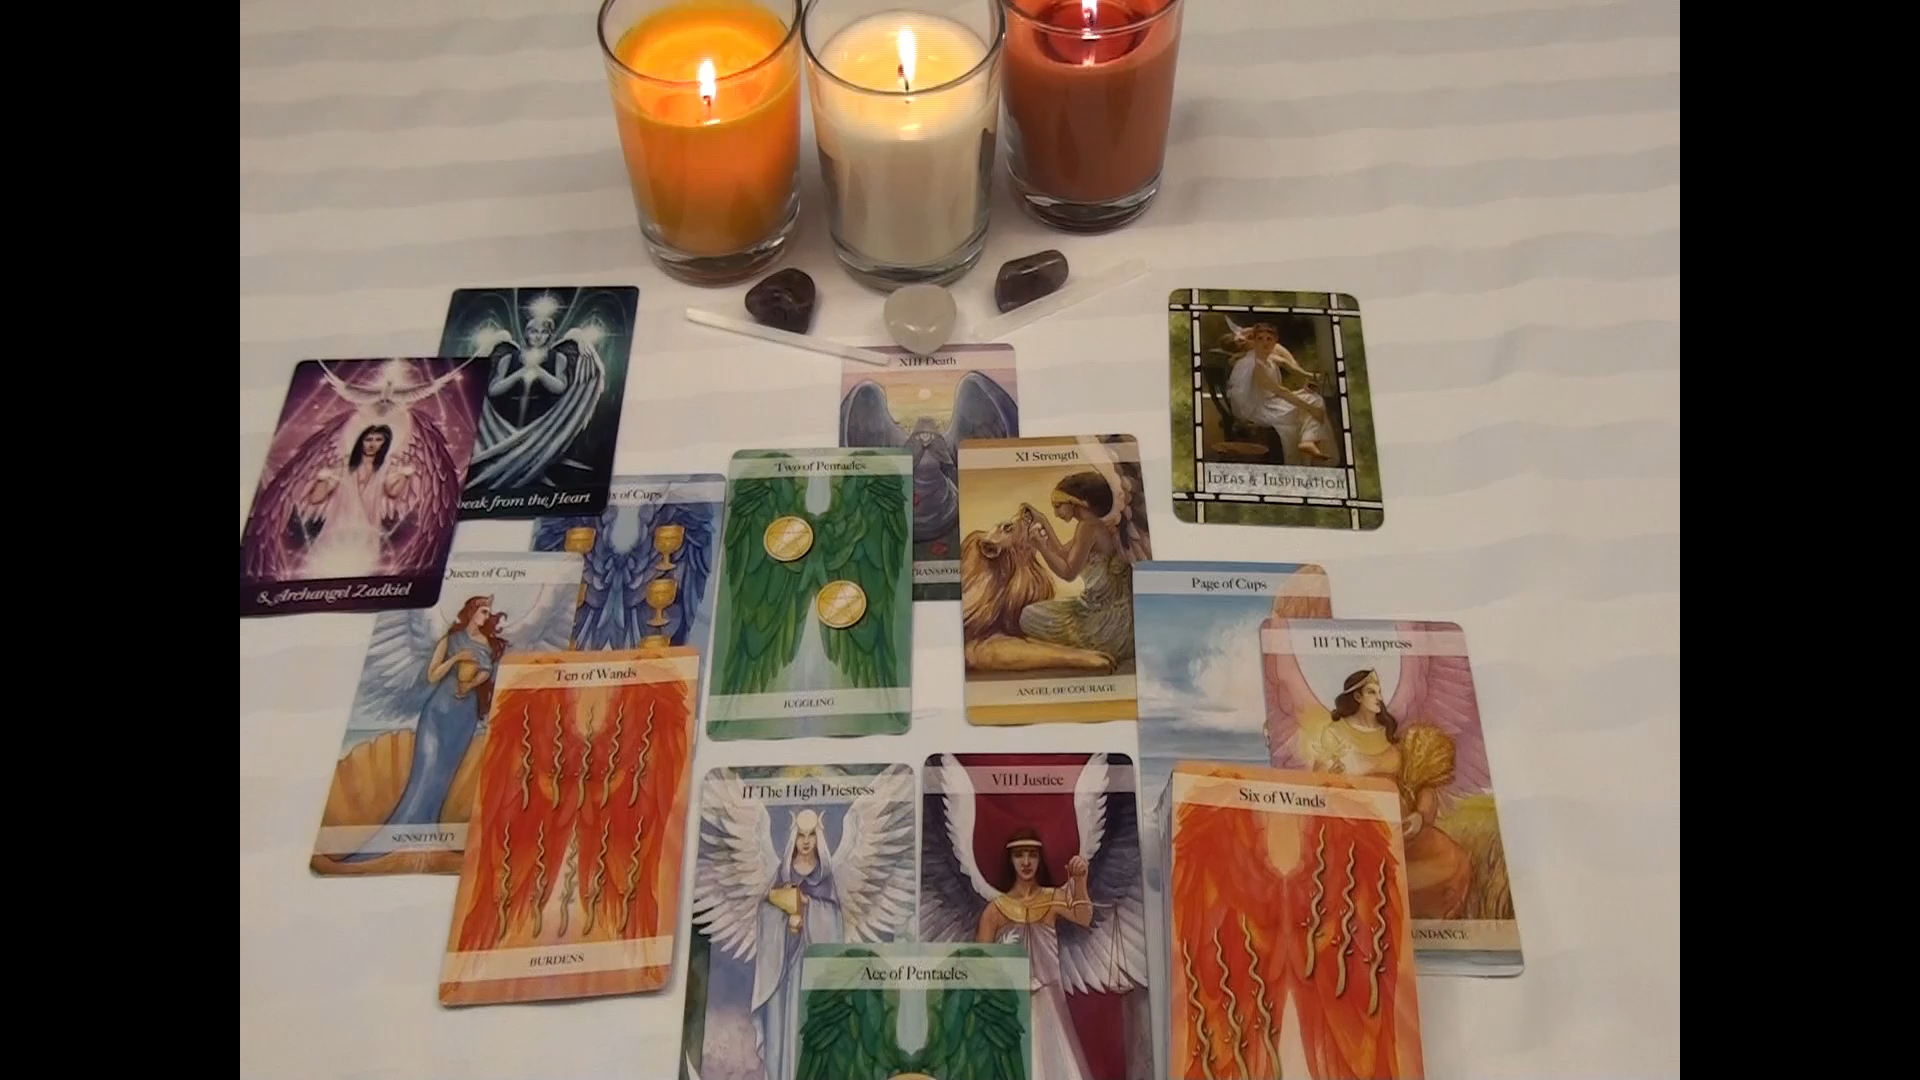 XIII Death
Speak from the Heart
XI Strength
Two of Pentacles
IDEAS & INSPIRATION
Six of Cups
Queen of Cups
TRANSFOR
Page of Cups
8 Archangel Zadkiel
III The Empress
Ten of Wands
ANGEL OF COURAGE
JUGGLING
VIII Justice
II The High Priestess
Six of Wands
SENSITIVITY
UNDANCE
BURDENS
Ace of Pentacles